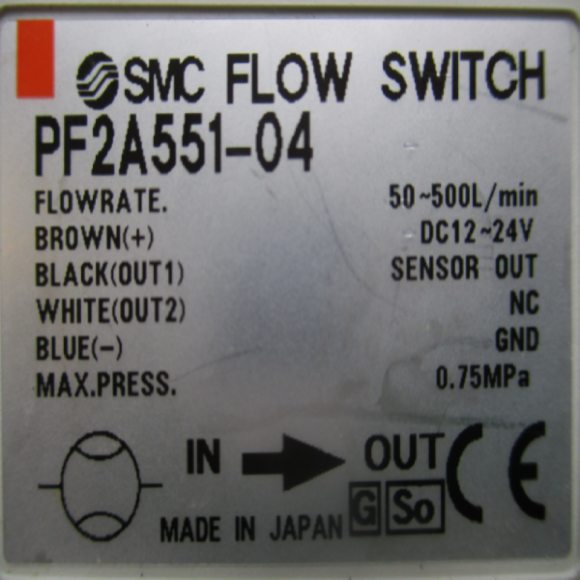 SMC FLOW SWITCH
PF2A551-04
FLOWRATE. 50~500L/min
BROWN(+) DC12~24V
BLACK(OUT1) SENSOR OUT
WHITE(OUT2) NC
BLUE(-) GND
MAX.PRESS. 0.75MPa
IN OUT CE
MADE IN JAPAN G So